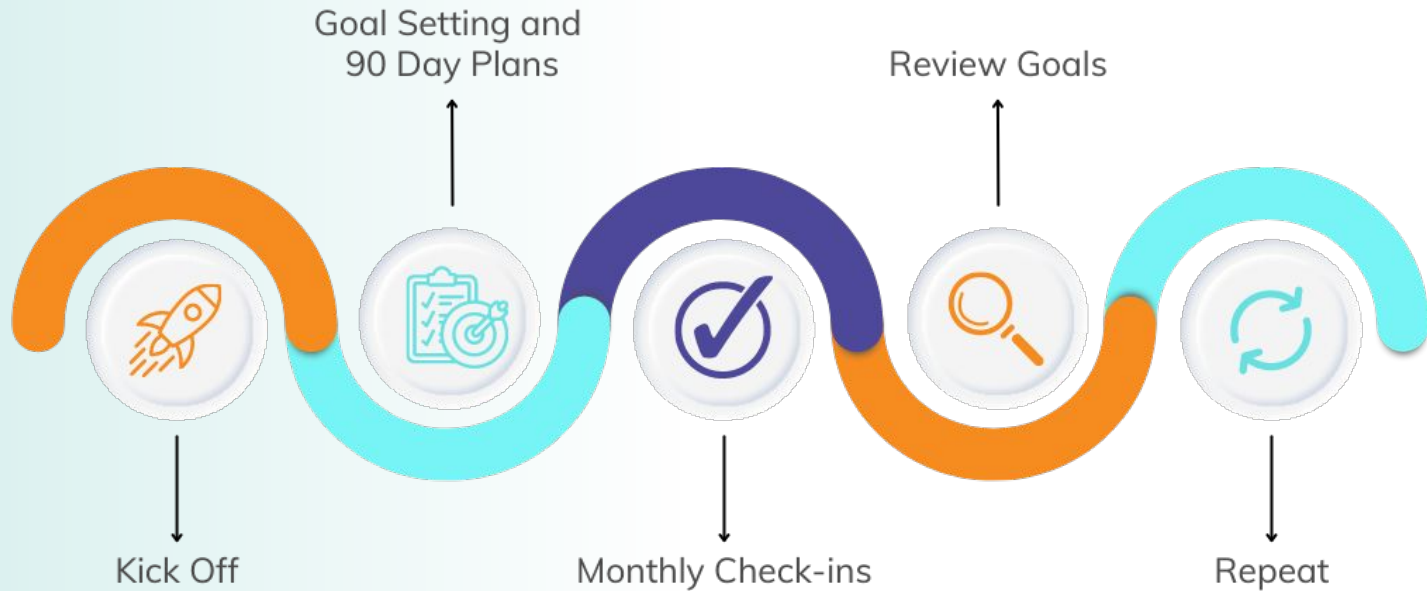 Goal Setting and
90 Day Plans
Review Goals
Kick Off
Monthly Check-ins
Repeat